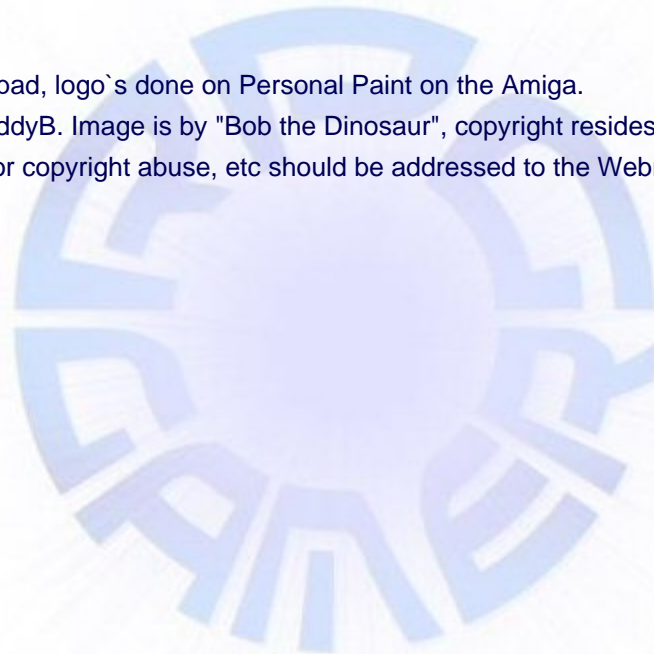 oad, logo`s done on Personal Paint on the Amiga.
ddyB. Image is by "Bob the Dinosaur", copyright resides
or copyright abuse, etc should be addressed to the Web